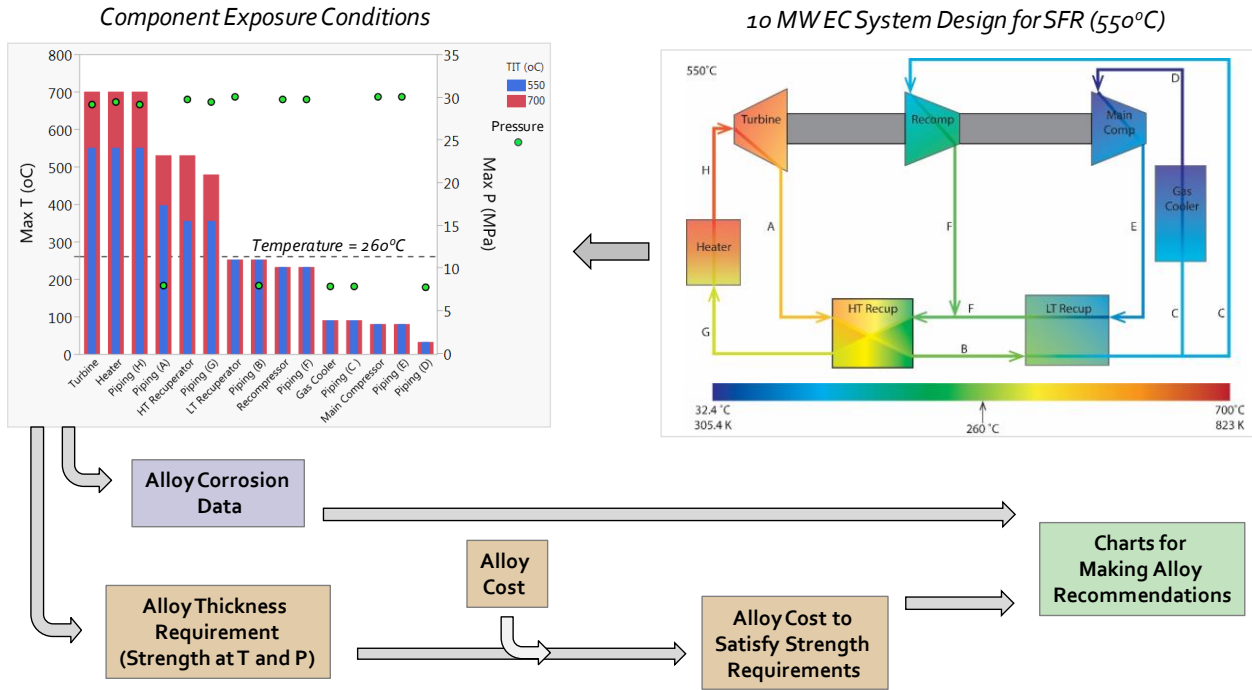 Component Exposure Conditions
10 MW EC System Design for SFR (550ºC)
800
700
600
500
400
300
200
100
0
Max T (oC)
35
30
25
20
15
10
5
0
Max P (MPa)
TIT (oC)
550
700
Pressure
Temperature = 260ºC
Turbine
Heater
Piping (H)
Piping (A)
HT Recuperator
Piping (G)
LT Recuperator
Piping (B)
Recompressor
Piping (F)
Gas Cooler
Piping (C )
Main Compressor
Piping (E)
Piping (D)
550˚C
Turbine
Recomp
Main
Comp
D
H
Gas
Cooler
Heater
A
F
E
HT Recup
F
LT Recup
C
C
G
B
32.4 ˚C
305.4 K
260˚C
700˚C
823 K
Alloy Corrosion
Data
Alloy
Cost
Charts for
Making Alloy
Recommendations
Alloy Thickness
Requirement
(Strength at T and P)
Alloy Cost to
Satisfy Strength
Requirements